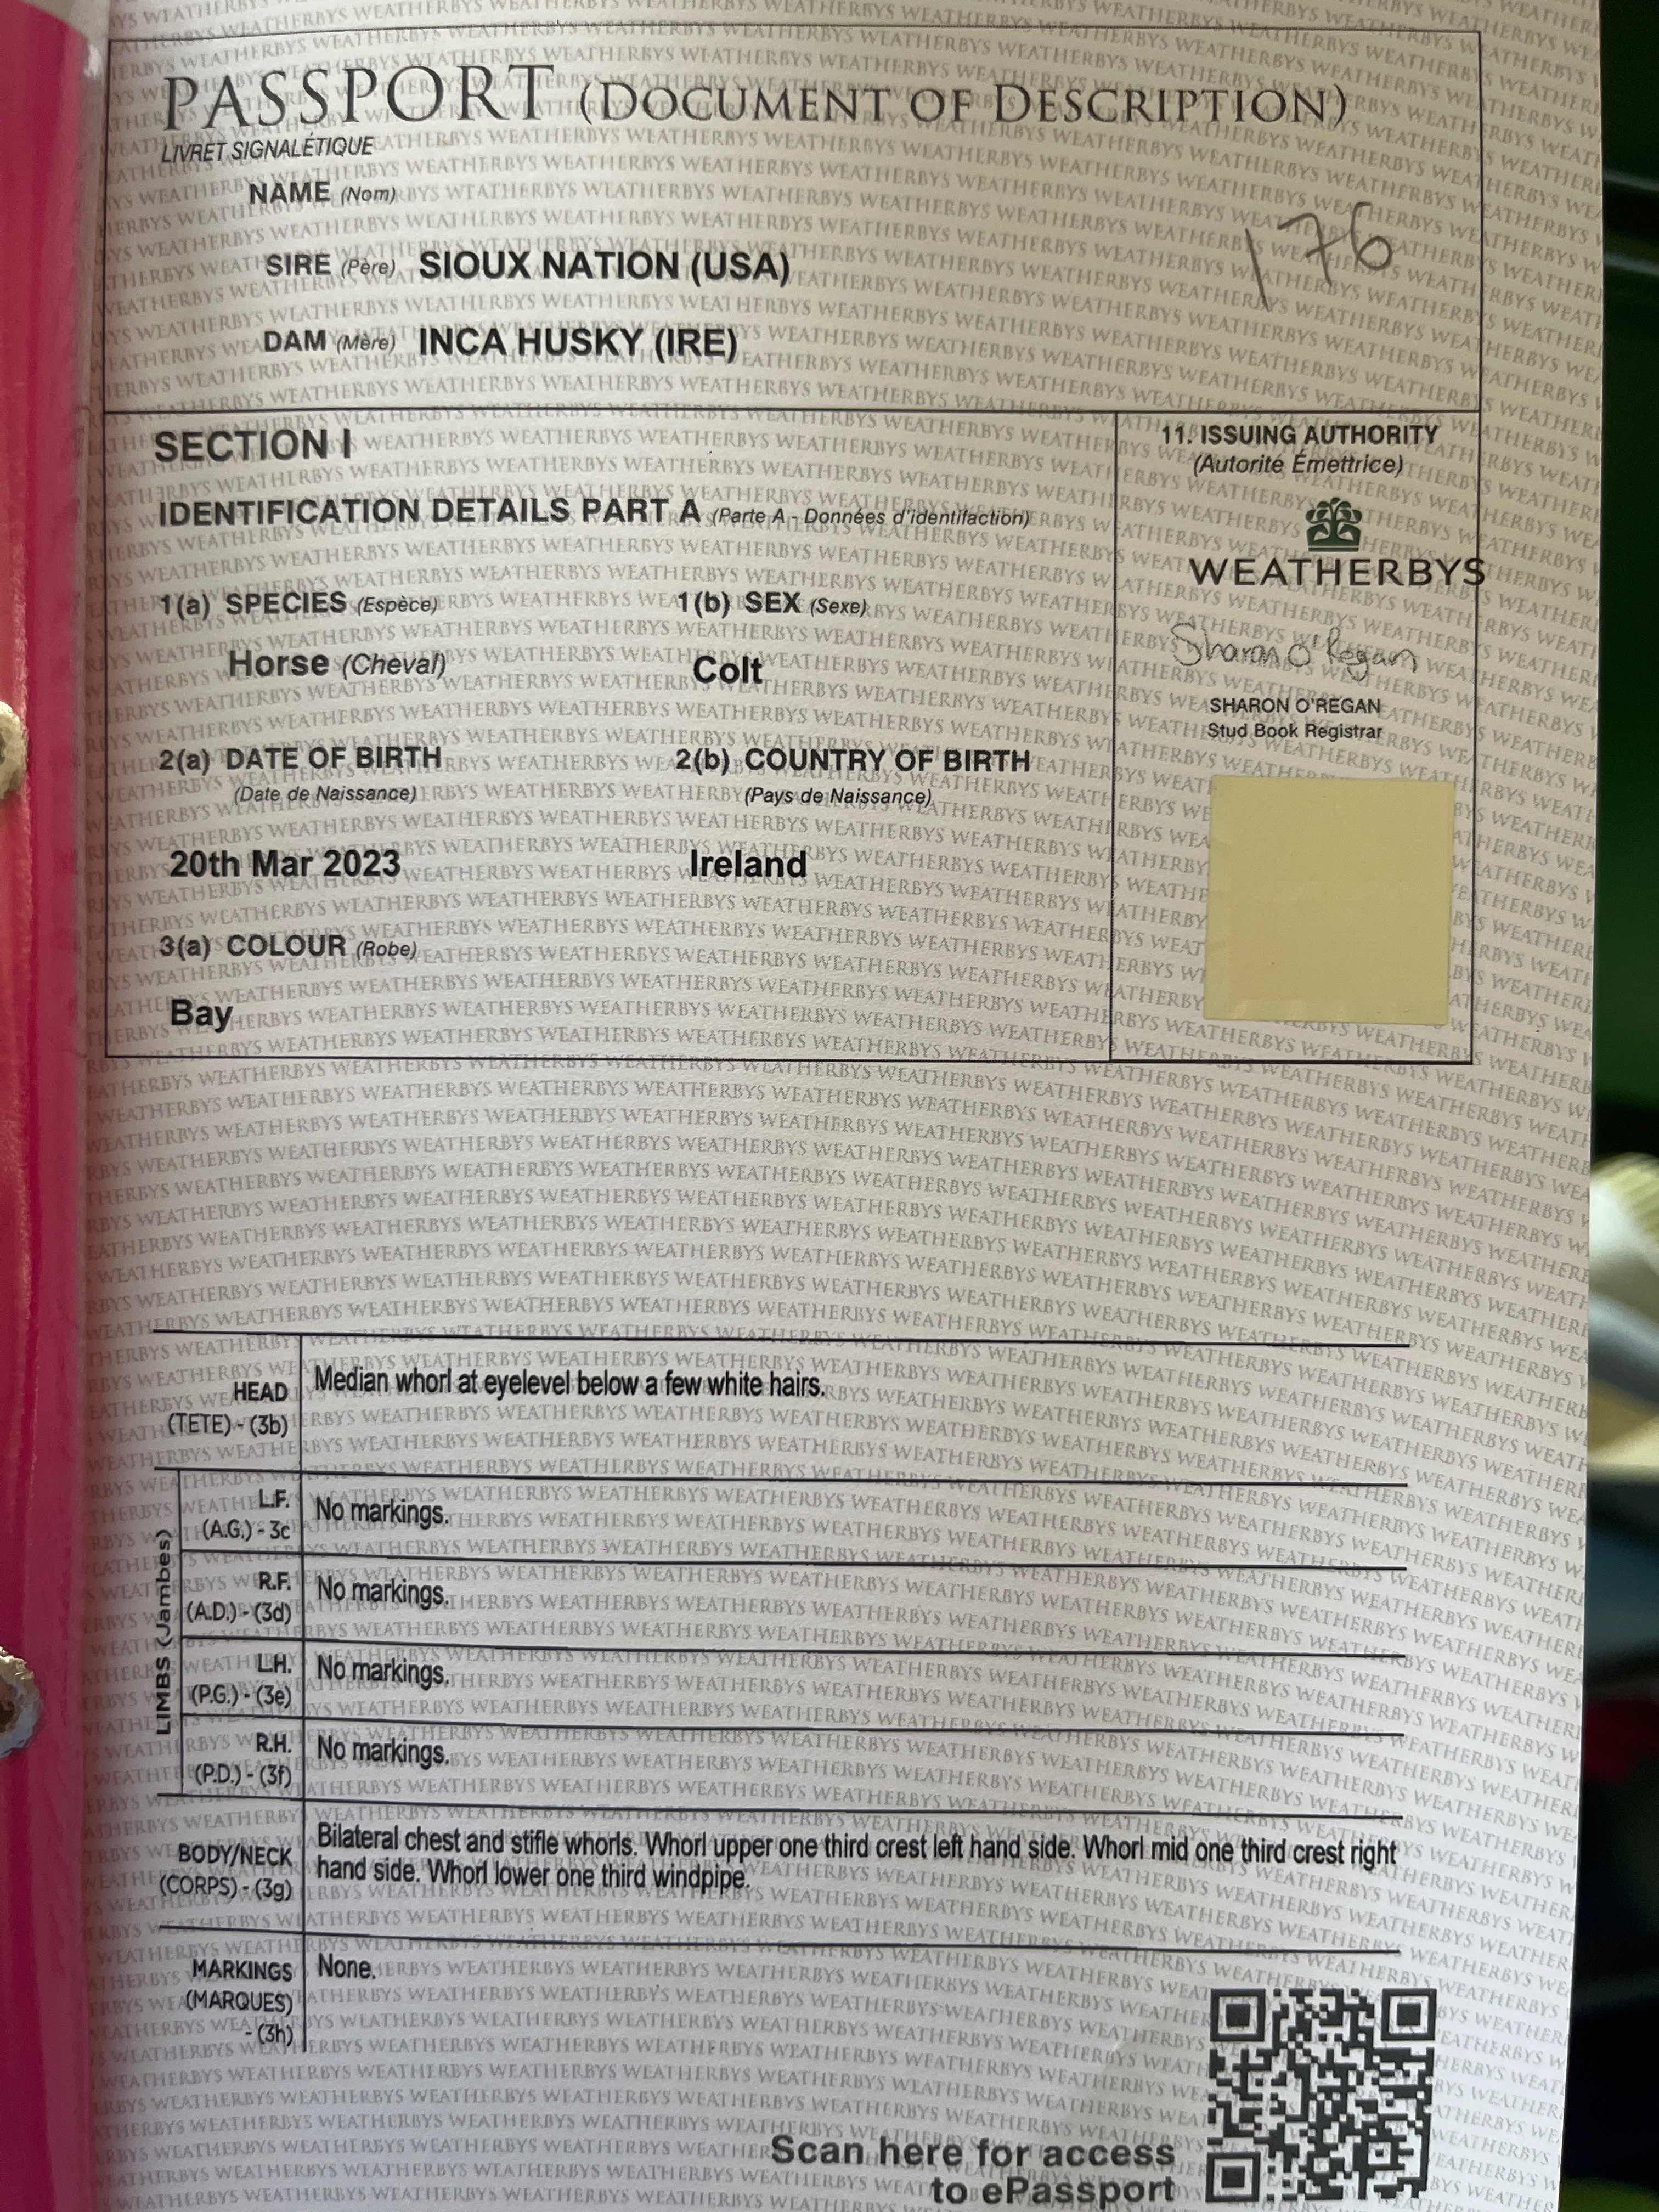 PASSPORT (DOCUMENT OF DESCRIPTION)
LIVRET SIGNALÉTIQUE
NAME (Nom)
176
SIRE (Père) SIOUX NATION (USA)
DAM (Mère) INCA HUSKY (IRE)
SECTION I
IDENTIFICATION DETAILS PART A (Parte A - Données d'identifaction)
1(a) SPECIES (Espèce) 1(b) SEX (Sexe)
Horse (Cheval) Colt
2(a) DATE OF BIRTH 2(b) COUNTRY OF BIRTH
(Date de Naissance) (Pays de Naissance)
20th Mar 2023 Ireland
3(a) COLOUR (Robe)
Bay
11. ISSUING AUTHORITY
(Autorité Émettrice)
WEATHERBYS
Sharon O'Regan
SHARON O'REGAN
Stud Book Registrar
HEAD
(TETE) - (3b)
Median whorl at eyelevel below a few white hairs.
LIMBS (Jambes)
L.F.
(A.G.) - 3c
No markings.
R.F.
(A.D.) - (3d)
No markings.
L.H.
(P.G.) - (3e)
No markings.
R.H.
(P.D.) - (3f)
No markings.
BODY/NECK
(CORPS) - (3g)
Bilateral chest and stifle whorls. Whorl upper one third crest left hand side. Whorl mid one third crest right
hand side. Whorl lower one third windpipe.
MARKINGS
(MARQUES)
- (3h)
None.
Scan here for access
to ePassport